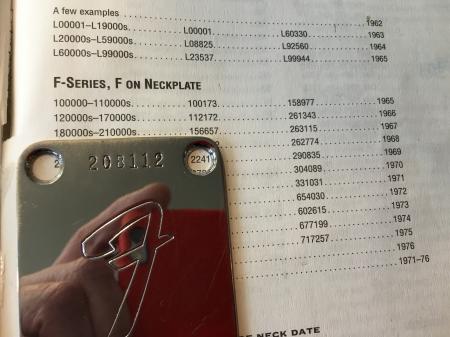 A few examples ........ 1962
L00001–L19000s ........ L00001 ........ L60330 ........ 1963
L20000s–L59000s ........ L08825 ........ L92560 ........ 1964
L60000s–L99000s ........ L23537 ........ L99944 ........ 1965
F-SERIES, F ON NECKPLATE
100000–110000s ........ 100173 ........ 158977 ........ 1965
120000s–170000s ........ 112172 ........ 261343 ........ 1966
180000s–210000s ........ 156657 ........ 263115 ........ 1967
262774 ........ 1968
290835 ........ 1969
304089 ........ 1970
331031 ........ 1971
654030 ........ 1972
602615 ........ 1973
677199 ........ 1974
717257 ........ 1975
1976
1971–76
208112
2241
F
NECK DATE